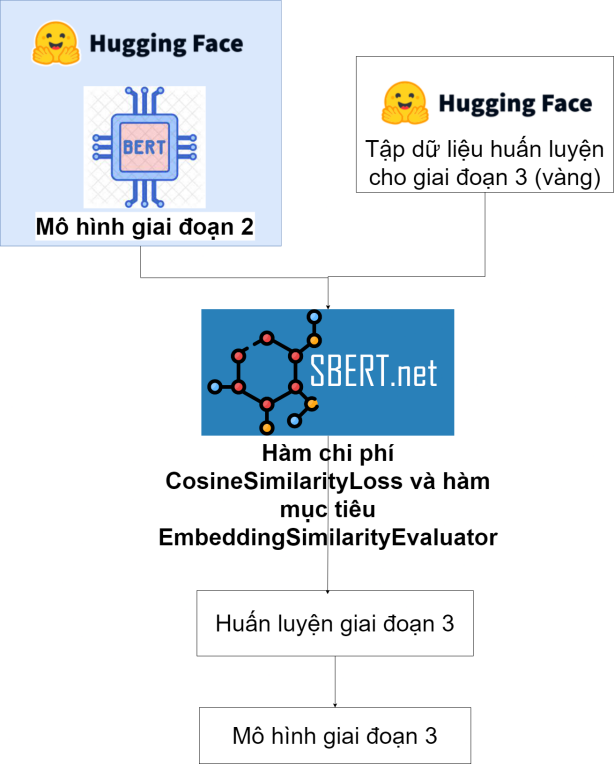 Hugging Face
BERT
Mô hình giai đoạn 2
Hugging Face
Tập dữ liệu huấn luyện
cho giai đoạn 3 (vàng)
SBERT.net
Hàm chi phí
CosineSimilarityLoss và hàm
mục tiêu
EmbeddingSimilarityEvaluator
Huấn luyện giai đoạn 3
Mô hình giai đoạn 3